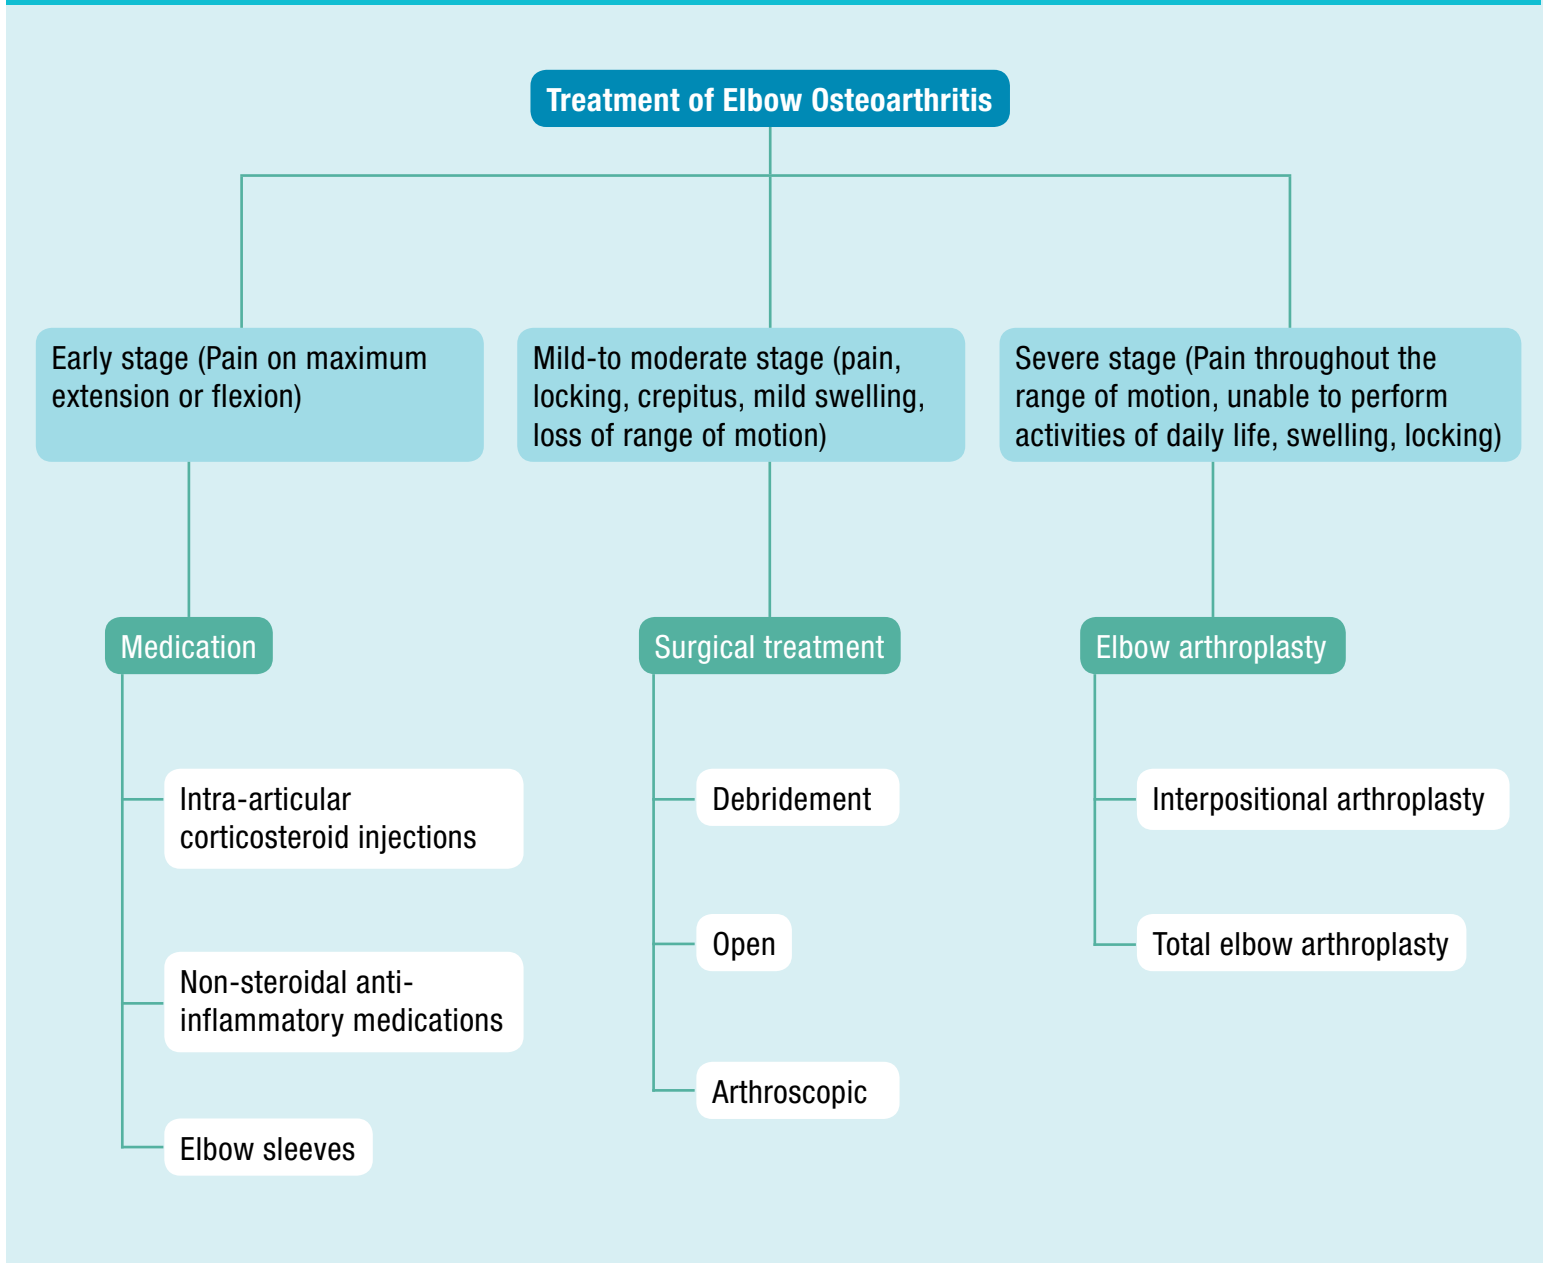 Treatment of Elbow Osteoarthritis
Early stage (Pain on maximum
extension or flexion)
Mild-to moderate stage (pain,
locking, crepitus, mild swelling,
loss of range of motion)
Severe stage (Pain throughout the
range of motion, unable to perform
activities of daily life, swelling, locking)
Medication
Intra-articular
corticosteroid injections
Non-steroidal anti-
inflammatory medications
Elbow sleeves
Surgical treatment
Debridement
Open
Arthroscopic
Elbow arthroplasty
Interpositional arthroplasty
Total elbow arthroplasty